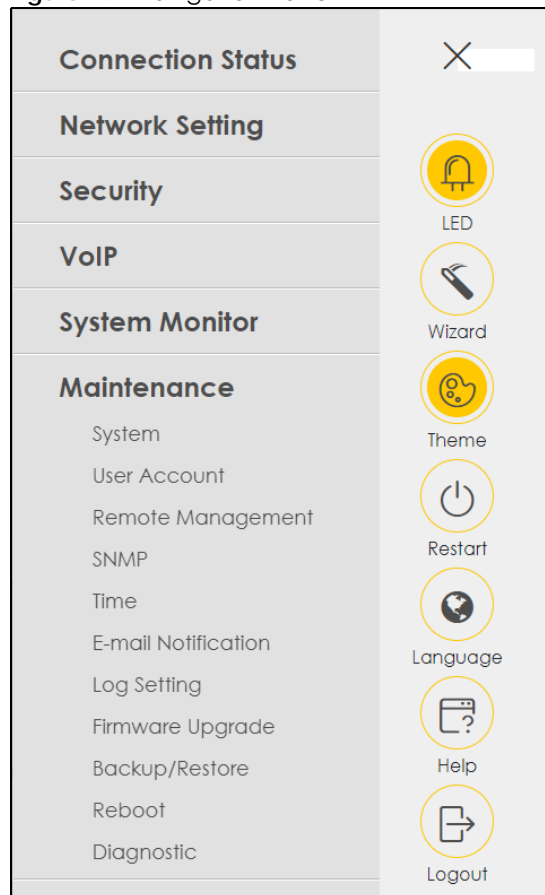 Connection Status
Network Setting
Security
VoIP
System Monitor
Maintenance
System
User Account
Remote Management
SNMP
Time
E-mail Notification
Log Setting
Firmware Upgrade
Backup/Restore
Reboot
Diagnostic
LED
Wizard
Theme
Restart
Language
Help
Logout